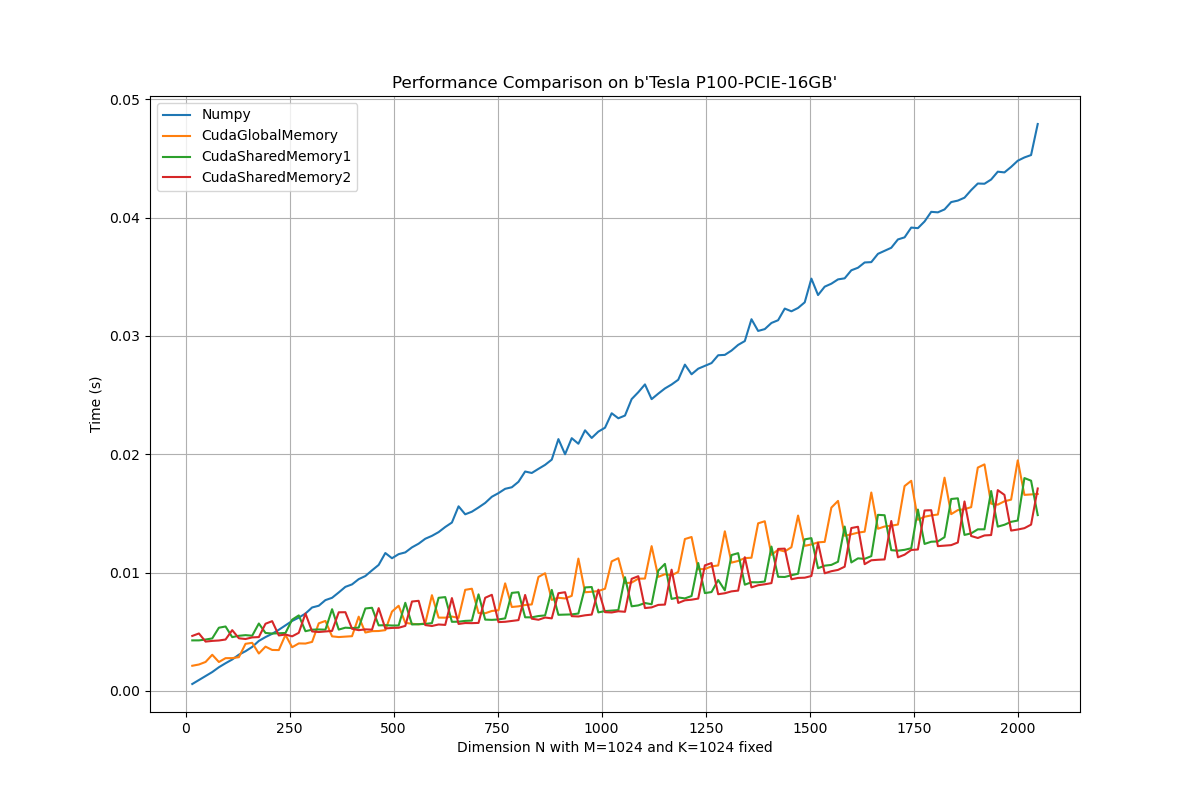 Performance Comparison on b'Tesla P100-PCIE-16GB'
Numpy
CudaGlobalMemory
CudaSharedMemory1
CudaSharedMemory2
0.05
0.04
0.03
0.02
0.01
0.00
Time (s)
0 250 500 750 1000 1250 1500 1750 2000
Dimension N with M=1024 and K=1024 fixed